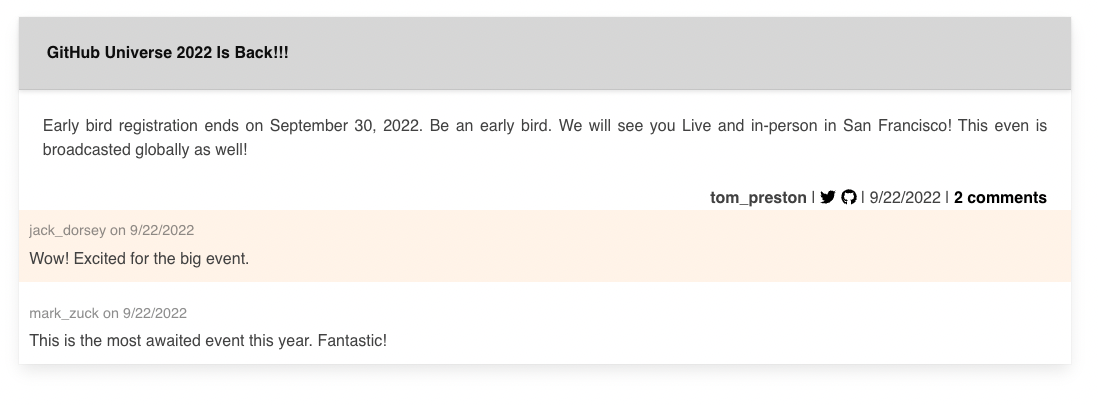 GitHub Universe 2022 Is Back!!!
Early bird registration ends on September 30, 2022. Be an early bird. We will see you Live and in-person in San Francisco! This even is
broadcasted globally as well!
tom_preston | | 9/22/2022 | 2 comments
jack_dorsey on 9/22/2022
Wow! Excited for the big event.
mark_zuck on 9/22/2022
This is the most awaited event this year. Fantastic!